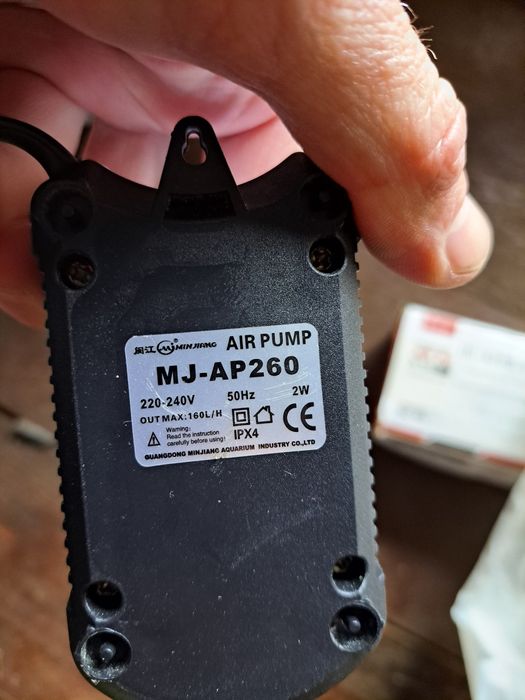 闽江 MJ MINJIANG AIR PUMP
MJ-AP260
220-240V 50Hz 2W
OUT MAX:160L/H
Warning:
Read the instruction
carefully before using! IPX4 CE
GUANGDONG MINJIANG AQUARIUM INDUSTRY CO.,LTD